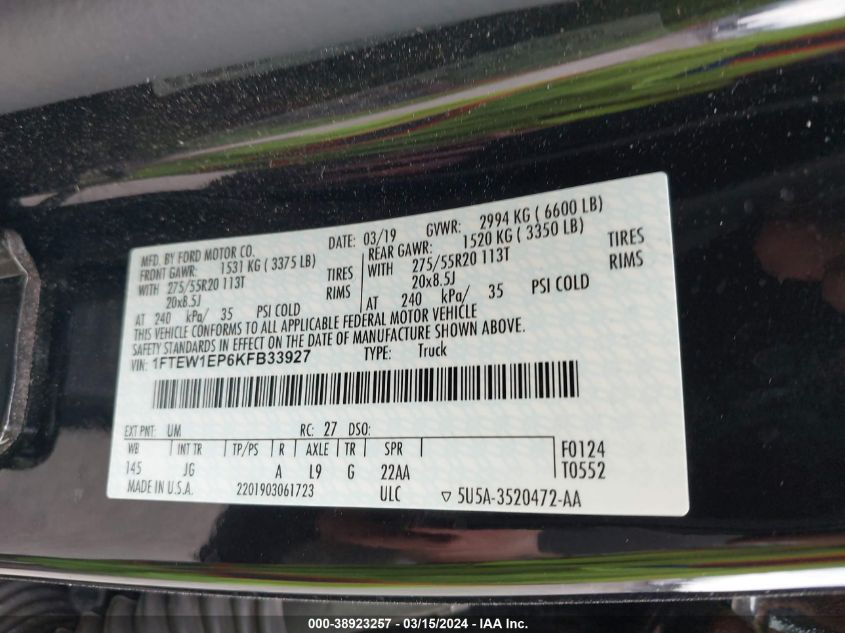 MFD. BY FORD MOTOR CO. DATE: 03/19 GVWR: 2994 KG ( 6600 LB)
FRONT GAWR: 1531 KG ( 3375 LB) REAR GAWR: 1520 KG ( 3350 LB)
WITH 275/55R20 113T TIRES WITH 275/55R20 113T TIRES
20x8.5J RIMS 20x8.5J RIMS
AT 240 kPa/ 35 PSI COLD AT 240 kPa/ 35 PSI COLD
THIS VEHICLE CONFORMS TO ALL APPLICABLE FEDERAL MOTOR VEHICLE
SAFETY STANDARDS IN EFFECT ON THE DATE OF MANUFACTURE SHOWN ABOVE.
VIN: 1FTEW1EP6KFB33927 TYPE: Truck
EXT PNT: UM RC: 27 DSO:
WB INT TR TP/PS R AXLE TR SPR F0124
145 JG A L9 G 22AA T0552
MADE IN U.S.A. 2201903061723 ULC ▽ 5U5A-3520472-AA
000-38923257 - 03/15/2024 - IAA Inc.